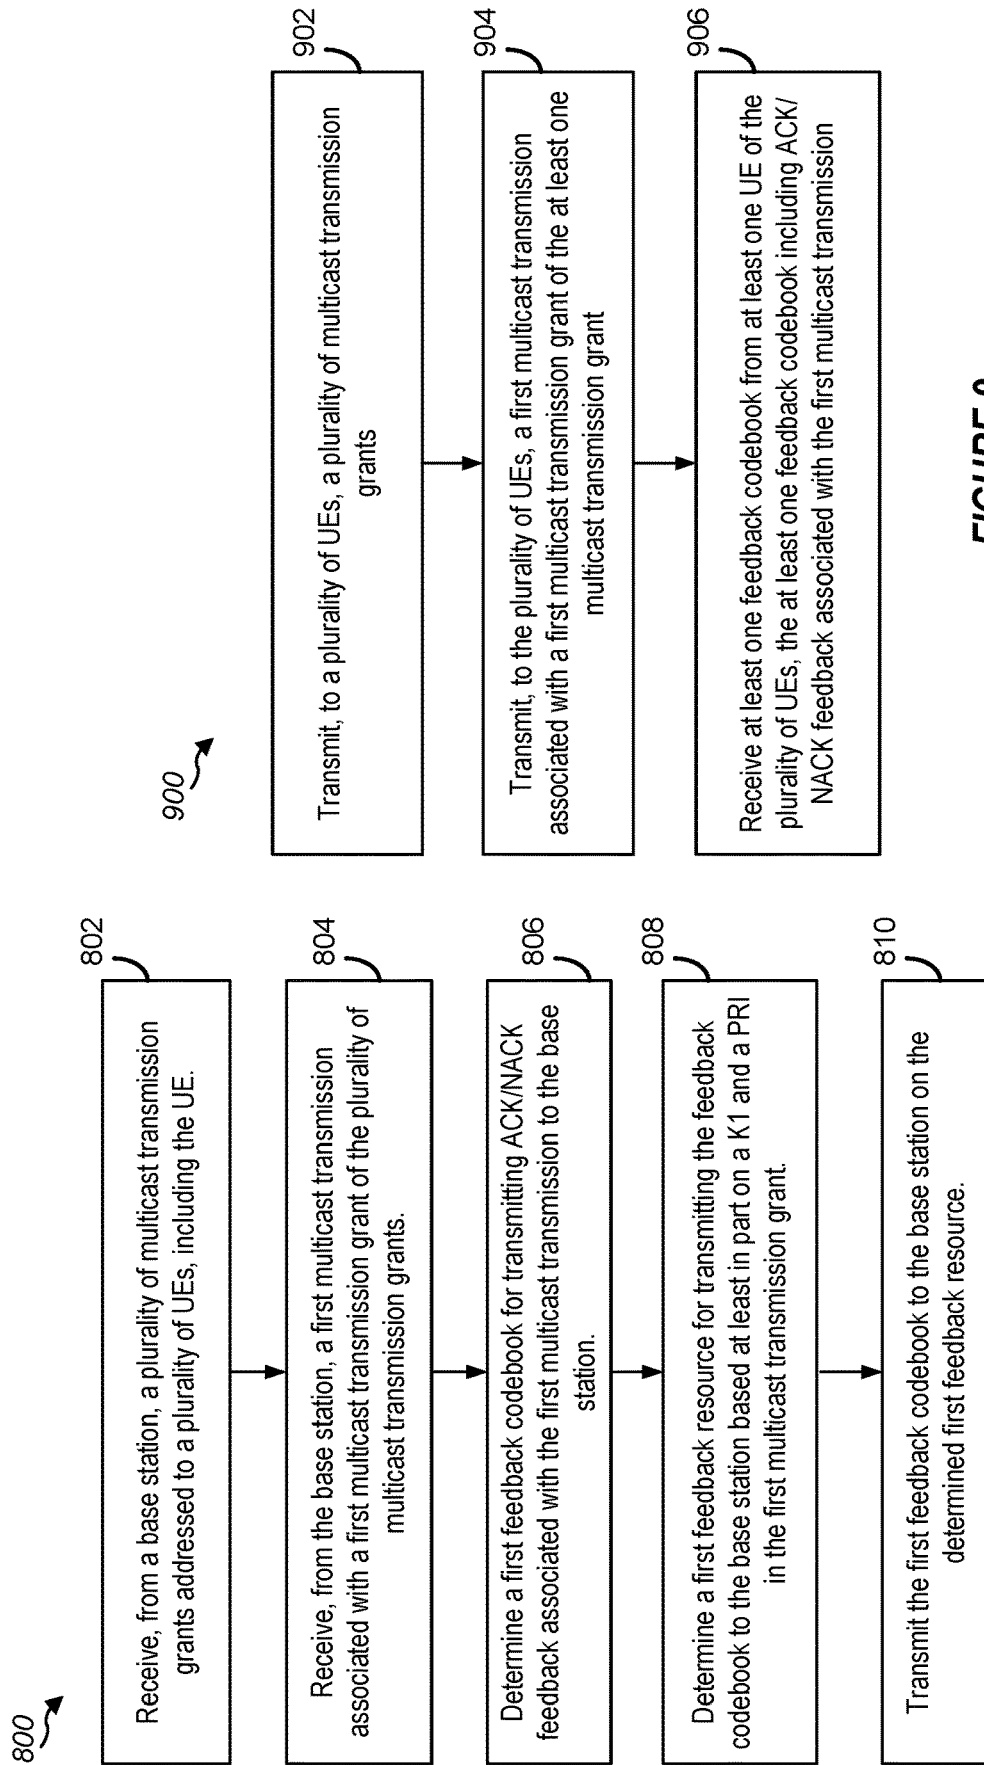 800
802
Receive, from a base station, a plurality of multicast transmission
grants addressed to a plurality of UEs, including the UE.
804
Receive, from the base station, a first multicast transmission
associated with a first multicast transmission grant of the plurality of
multicast transmission grants.
806
Determine a first feedback codebook for transmitting ACK/NACK
feedback associated with the first multicast transmission to the base
station.
808
Determine a first feedback resource for transmitting the feedback
codebook to the base station based at least in part on a K1 and a PRI
in the first multicast transmission grant.
810
Transmit the first feedback codebook to the base station on the
determined first feedback resource.
900
902
Transmit, to a plurality of UEs, a plurality of multicast transmission
grants
904
Transmit, to the plurality of UEs, a first multicast transmission
associated with a first multicast transmission grant of the at least one
multicast transmission grant
906
Receive at least one feedback codebook from at least one UE of the
plurality of UEs, the at least one feedback codebook including ACK/
NACK feedback associated with the first multicast transmission
FIGURE